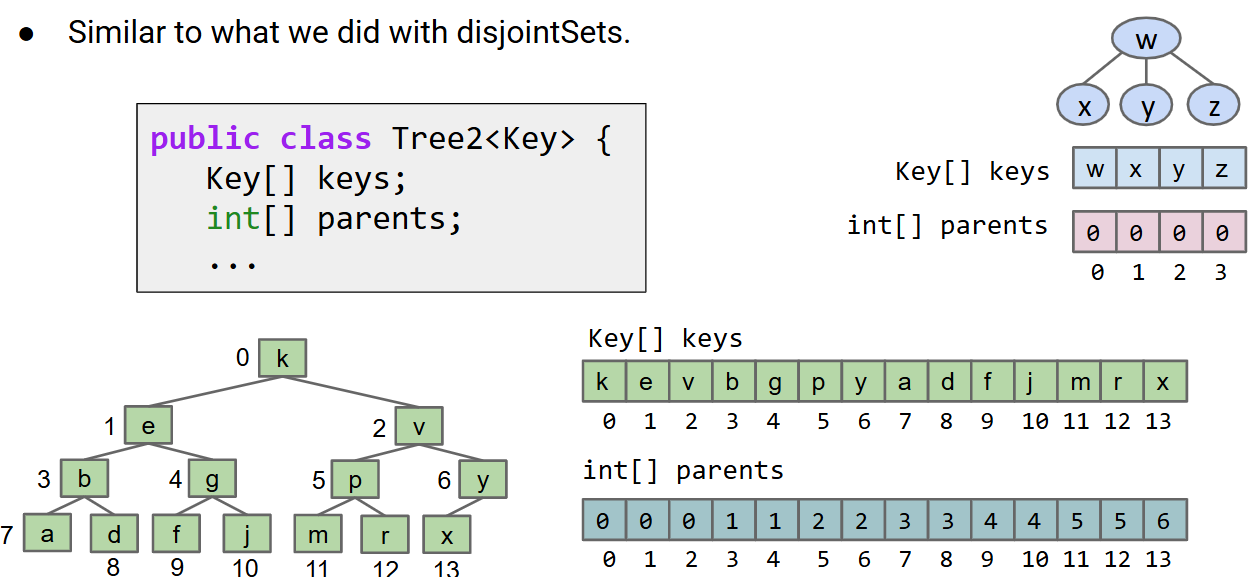 ● Similar to what we did with disjointSets.
public class Tree2<Key> {
Key[] keys;
int[] parents;
...
w
x y z
Key[] keys w x y z
int[] parents 0 0 0 0
0 1 2 3
0 k
1 e 2 v
3 b 4 g 5 p 6 y
7 a d f j m r x
8 9 10 11 12 13
Key[] keys
k e v b g p y a d f j m r x
0 1 2 3 4 5 6 7 8 9 10 11 12 13
int[] parents
0 0 0 1 1 2 2 3 3 4 4 5 5 6
0 1 2 3 4 5 6 7 8 9 10 11 12 13